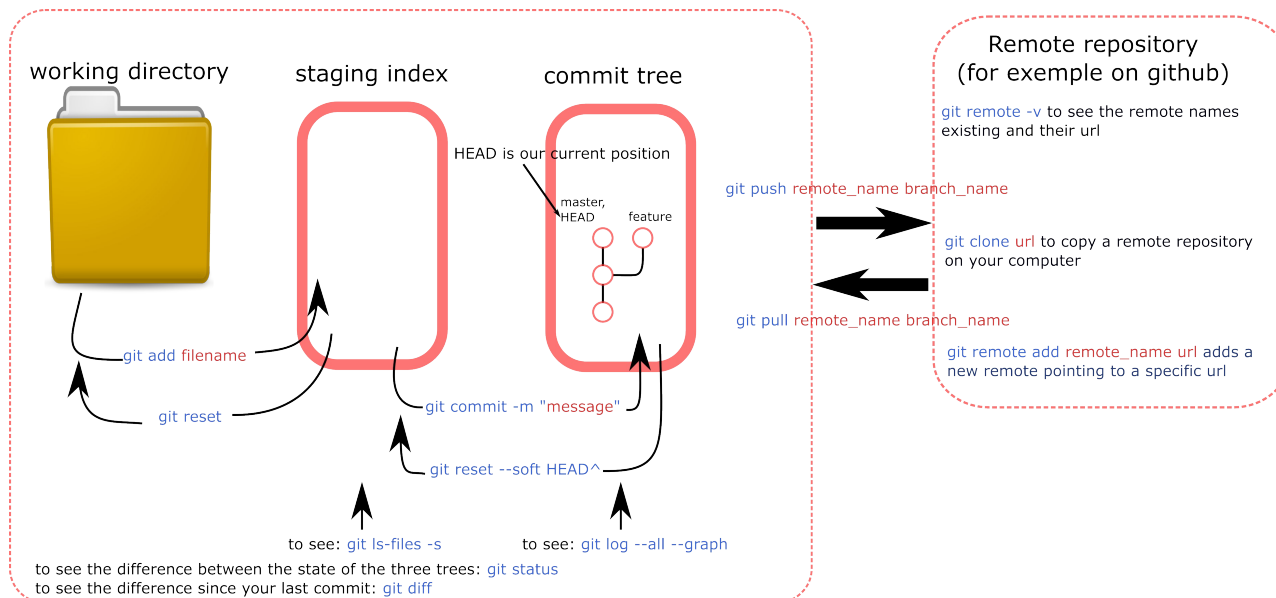 working directory
staging index
commit tree
HEAD is our current position
master,
HEAD
feature
git add filename
git reset
git commit -m "message"
git reset --soft HEAD^
to see: git ls-files -s
to see: git log --all --graph
to see the difference between the state of the three trees: git status
to see the difference since your last commit: git diff
git push remote_name branch_name
git pull remote_name branch_name
Remote repository
(for exemple on github)
git remote -v to see the remote names
existing and their url
git clone url to copy a remote repository
on your computer
git remote add remote_name url adds a
new remote pointing to a specific url